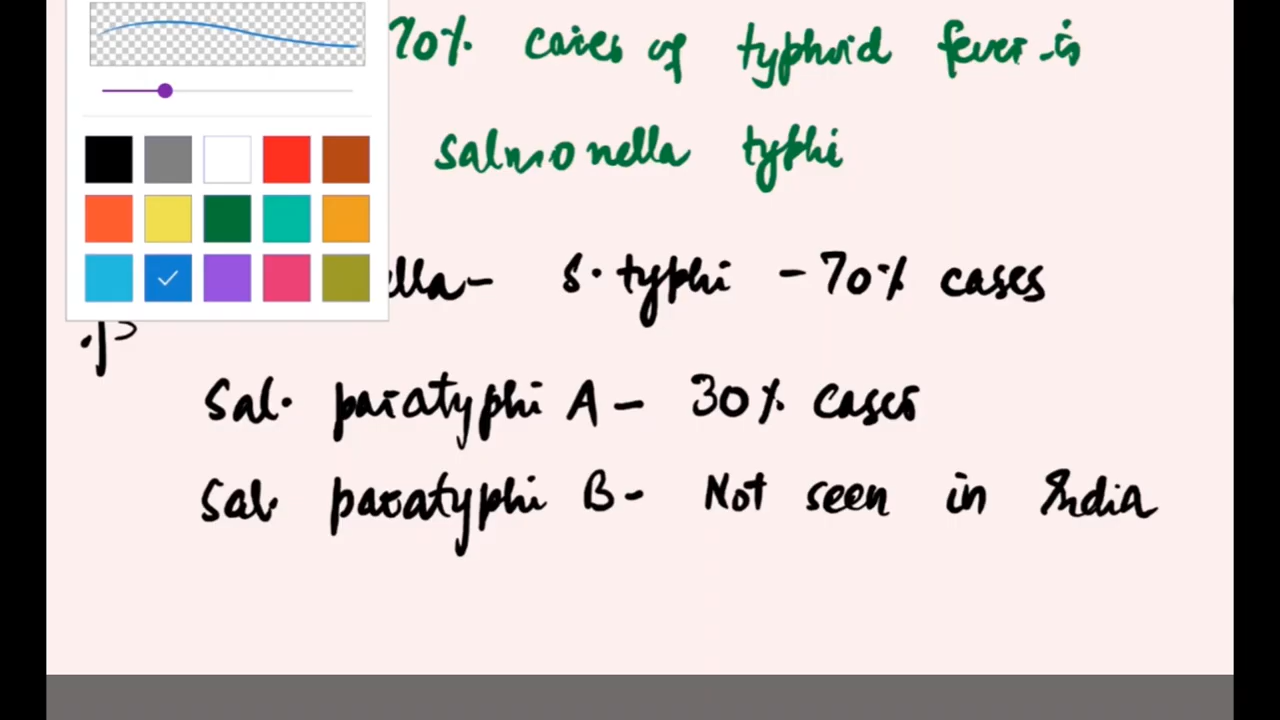 70% cases of typhoid fever is
salmonella typhi
ella- S. typhi - 70% cases
Sal. paratyphi A - 30% cases
Sal. paratyphi B - Not seen in India